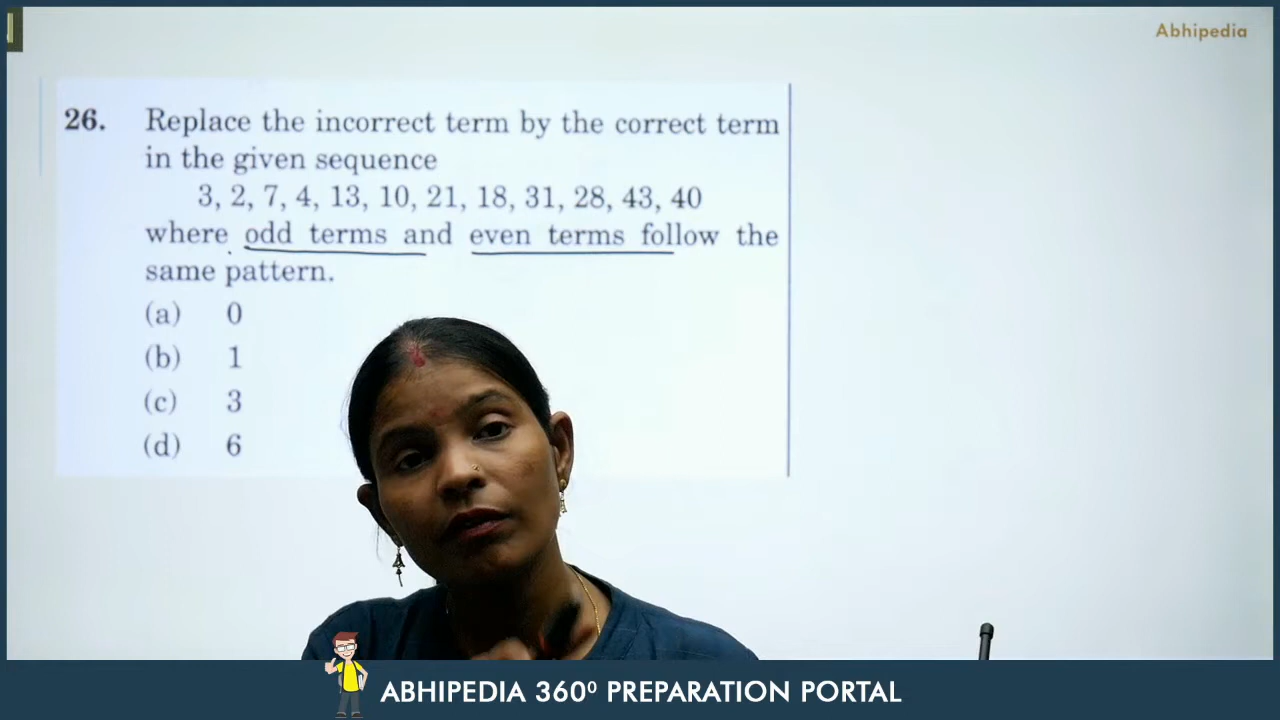 Abhipedia
26. Replace the incorrect term by the correct term
in the given sequence
3, 2, 7, 4, 13, 10, 21, 18, 31, 28, 43, 40
where odd terms and even terms follow the
same pattern.
(a) 0
(b) 1
(c) 3
(d) 6
ABHIPEDIA 360⁰ PREPARATION PORTAL